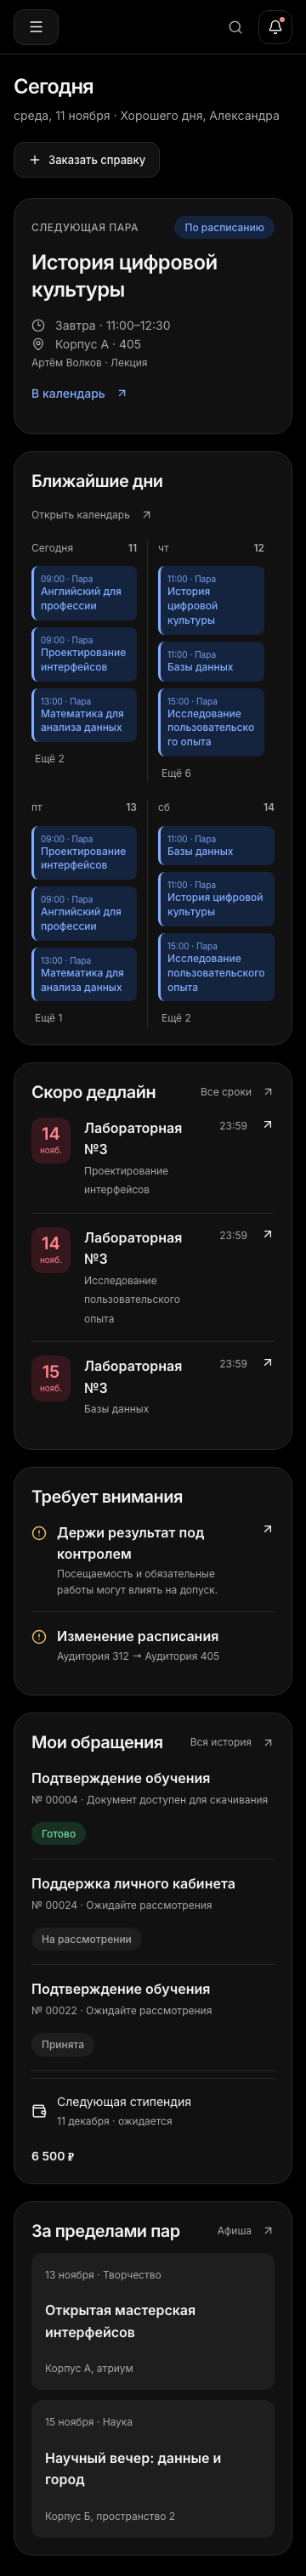 Сегодня
среда, 11 ноября · Хорошего дня, Александра
Заказать справку
СЛЕДУЮЩАЯ ПАРА
По расписанию
История цифровой
культуры
Завтра · 11:00–12:30
Корпус А · 405
Артём Волков · Лекция
В календарь
Ближайшие дни
Открыть календарь
Сегодня 11
09:00 · Пара
Английский для
профессии
09:00 · Пара
Проектирование
интерфейсов
13:00 · Пара
Математика для
анализа данных
Ещё 2
чт 12
11:00 · Пара
История
цифровой
культуры
11:00 · Пара
Базы данных
15:00 · Пара
Исследование
пользовательско
го опыта
Ещё 6
пт 13
09:00 · Пара
Проектирование
интерфейсов
09:00 · Пара
Английский для
профессии
13:00 · Пара
Математика для
анализа данных
Ещё 1
сб 14
11:00 · Пара
Базы данных
11:00 · Пара
История цифровой
культуры
15:00 · Пара
Исследование
пользовательского
опыта
Ещё 2
Скоро дедлайн
Все сроки
14
нояб.
Лабораторная
№3
Проектирование
интерфейсов
23:59
14
нояб.
Лабораторная
№3
Исследование
пользовательского
опыта
23:59
15
нояб.
Лабораторная
№3
Базы данных
23:59
Требует внимания
Держи результат под
контролем
Посещаемость и обязательные
работы могут влиять на допуск.
Изменение расписания
Аудитория 312 → Аудитория 405
Мои обращения
Вся история
Подтверждение обучения
№ 00004 · Документ доступен для скачивания
Готово
Поддержка личного кабинета
№ 00024 · Ожидайте рассмотрения
На рассмотрении
Подтверждение обучения
№ 00022 · Ожидайте рассмотрения
Принята
Следующая стипендия
11 декабря · ожидается
6 500 ₽
За пределами пар
Афиша
13 ноября · Творчество
Открытая мастерская
интерфейсов
Корпус А, атриум
15 ноября · Наука
Научный вечер: данные и
город
Корпус Б, пространство 2